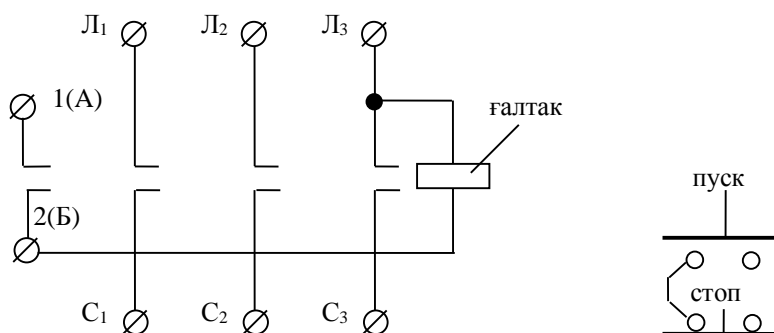 Л1 Л2 Л3
1(А)
ғалтак
пуск
2(Б)
стоп
С1 С2 С3